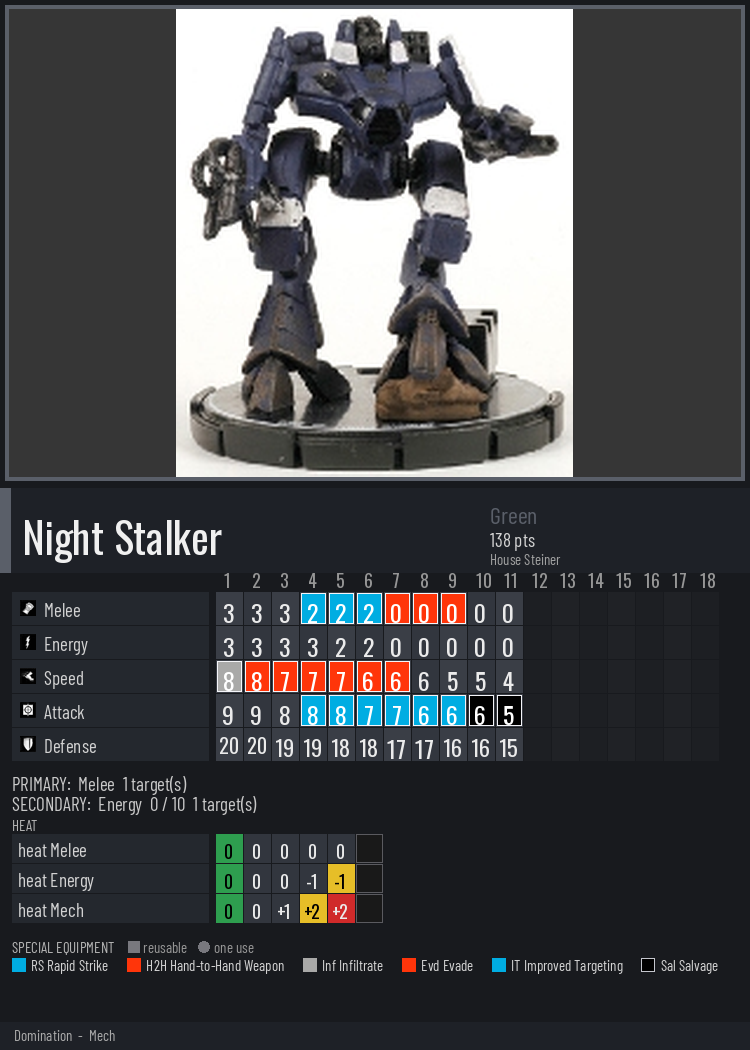 Night Stalker
Green
138 pts
House Steiner
1 2 3 4 5 6 7 8 9 10 11 12 13 14 15 16 17 18
Melee 3 3 3 2 2 2 0 0 0 0 0
Energy 3 3 3 3 2 2 0 0 0 0 0
Speed 8 8 7 7 7 6 6 6 5 5 4
Attack 9 9 8 8 8 7 7 6 6 6 5
Defense 20 20 19 19 18 18 17 17 16 16 15
PRIMARY: Melee 1 target(s)
SECONDARY: Energy 0 / 10 1 target(s)
HEAT
heat Melee 0 0 0 0 0
heat Energy 0 0 0 -1 -1
heat Mech 0 0 +1 +2 +2
SPECIAL EQUIPMENT reusable one use
RS Rapid Strike H2H Hand-to-Hand Weapon Inf Infiltrate Evd Evade IT Improved Targeting Sal Salvage
Domination - Mech